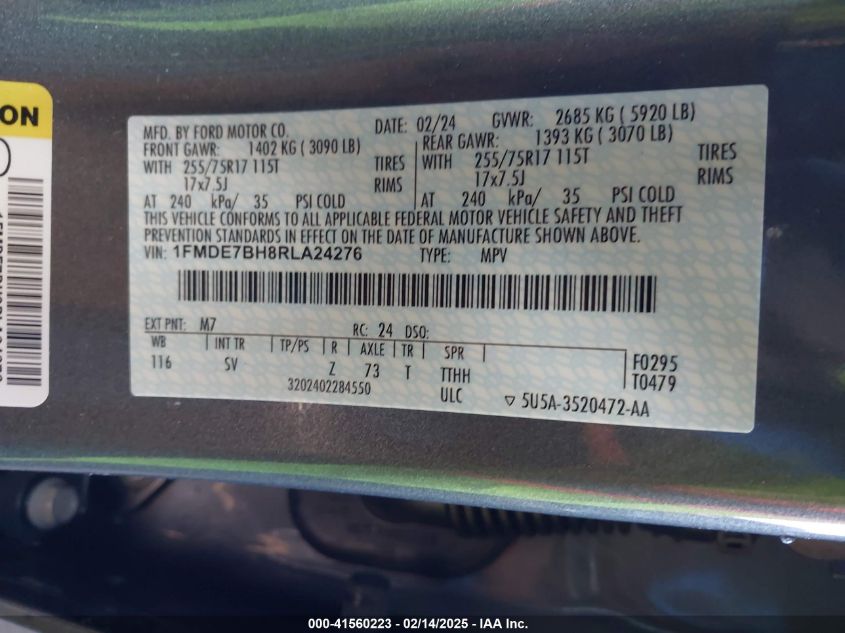 ION
MFD. BY FORD MOTOR CO. DATE: 02/24 GVWR: 2685 KG ( 5920 LB)
FRONT GAWR: 1402 KG ( 3090 LB) REAR GAWR: 1393 KG ( 3070 LB)
WITH 255/75R17 115T TIRES WITH 255/75R17 115T TIRES
17x7.5J RIMS 17x7.5J RIMS
AT 240 kPa/ 35 PSI COLD AT 240 kPa/ 35 PSI COLD
THIS VEHICLE CONFORMS TO ALL APPLICABLE FEDERAL MOTOR VEHICLE SAFETY AND THEFT
PREVENTION STANDARDS IN EFFECT ON THE DATE OF MANUFACTURE SHOWN ABOVE.
VIN: 1FMDE7BH8RLA24276 TYPE: MPV
EXT PNT: M7 RC: 24 DSO:
WB INT TR TP/PS R AXLE TR SPR F0295
116 SV Z 73 T TTHH T0479
3202402284550 ULC ▽ 5U5A-3520472-AA
000-41560223 - 02/14/2025 - IAA Inc.